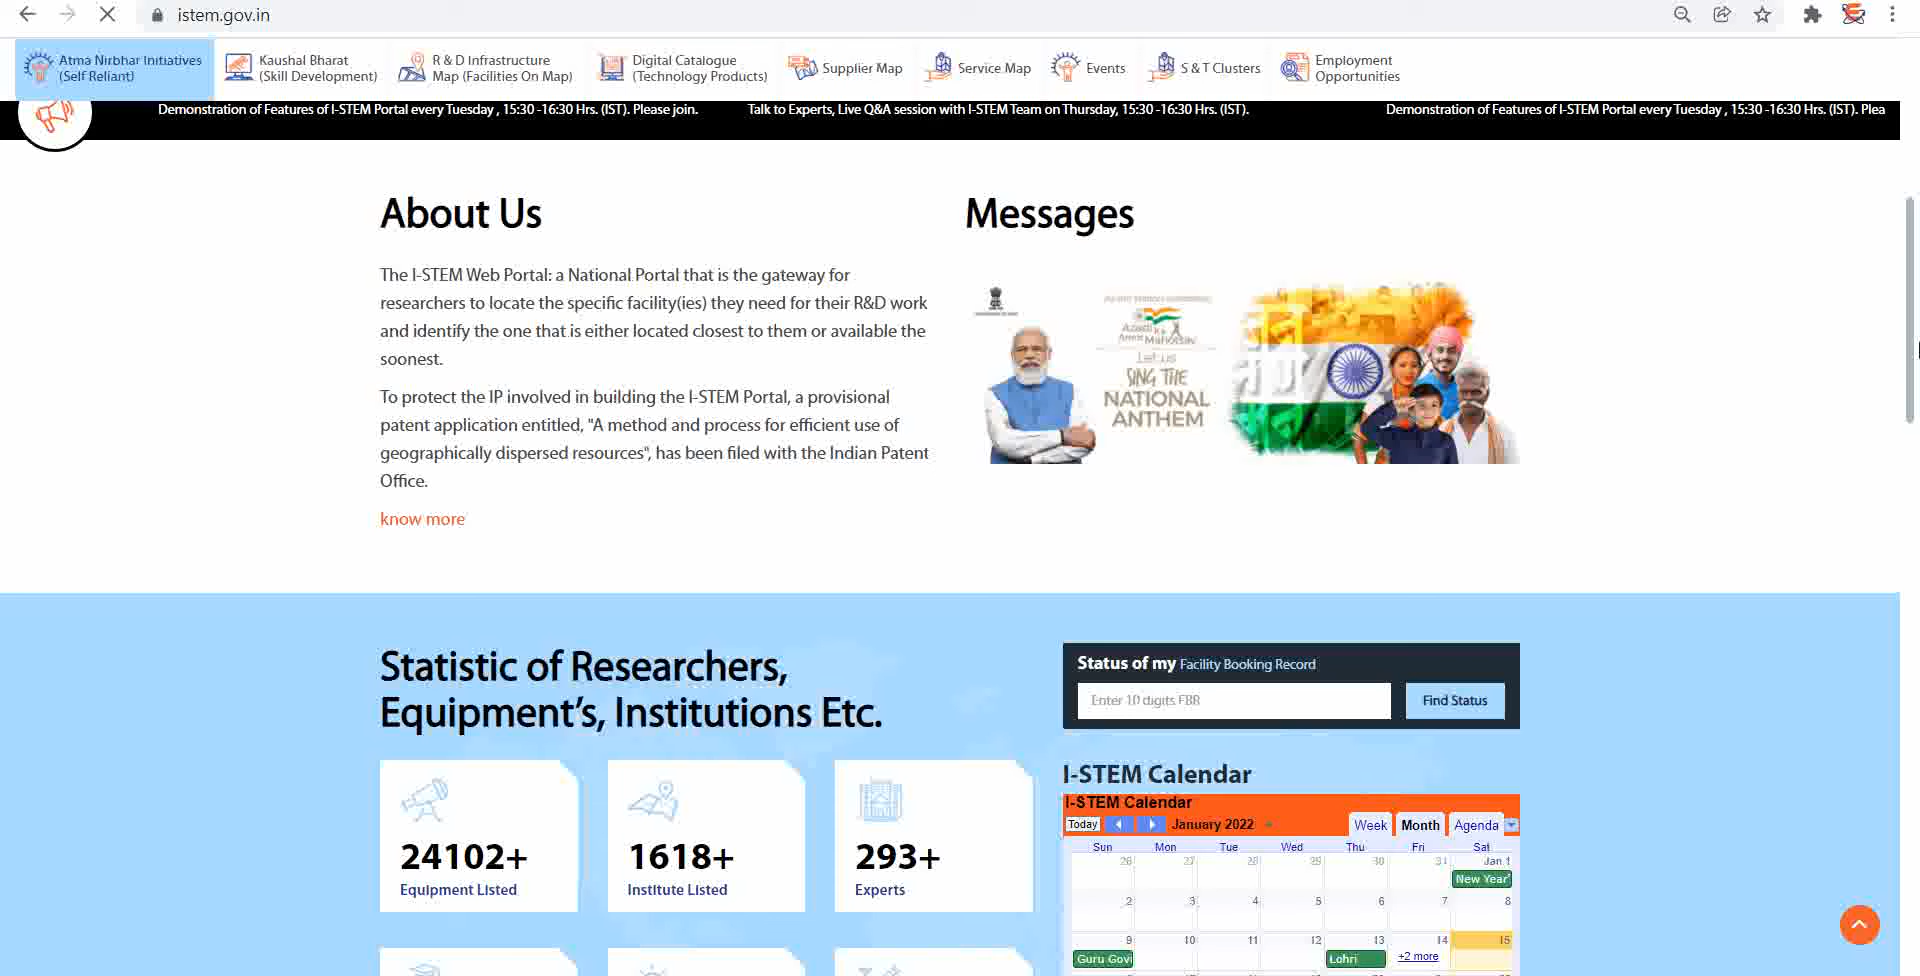 istem.gov.in
Atma Nirbhar Initiatives
(Self Reliant)
Kaushal Bharat
(Skill Development)
R & D Infrastructure
Map (Facilities On Map)
Digital Catalogue
(Technology Products)
Supplier Map
Service Map
Events
S & T Clusters
Employment
Opportunities
Demonstration of Features of I-STEM Portal every Tuesday , 15:30 -16:30 Hrs. (IST). Please join.
Talk to Experts, Live Q&A session with I-STEM Team on Thursday, 15:30 -16:30 Hrs. (IST).
Demonstration of Features of I-STEM Portal every Tuesday , 15:30 -16:30 Hrs. (IST). Plea
About Us
The I-STEM Web Portal: a National Portal that is the gateway for
researchers to locate the specific facility(ies) they need for their R&D work
and identify the one that is either located closest to them or available the
soonest.
To protect the IP involved in building the I-STEM Portal, a provisional
patent application entitled, "A method and process for efficient use of
geographically dispersed resources", has been filed with the Indian Patent
Office.
know more
Messages
Azadi Ka
Amrit Mahotsav
Let us
SING THE
NATIONAL
ANTHEM
Statistic of Researchers,
Equipment's, Institutions Etc.
24102+
Equipment Listed
1618+
Institute Listed
293+
Experts
Status of my Facility Booking Record
Enter 10 digits FBR
Find Status
I-STEM Calendar
I-STEM Calendar
Today
January 2022
Week
Month
Agenda
Sun Mon Tue Wed Thu Fri Sat
26 27 28 29 30 31 Jan 1
New Year'
2 3 4 5 6 7 8
9 10 11 12 13 14 15
Guru Govi
Lohri
+2 more